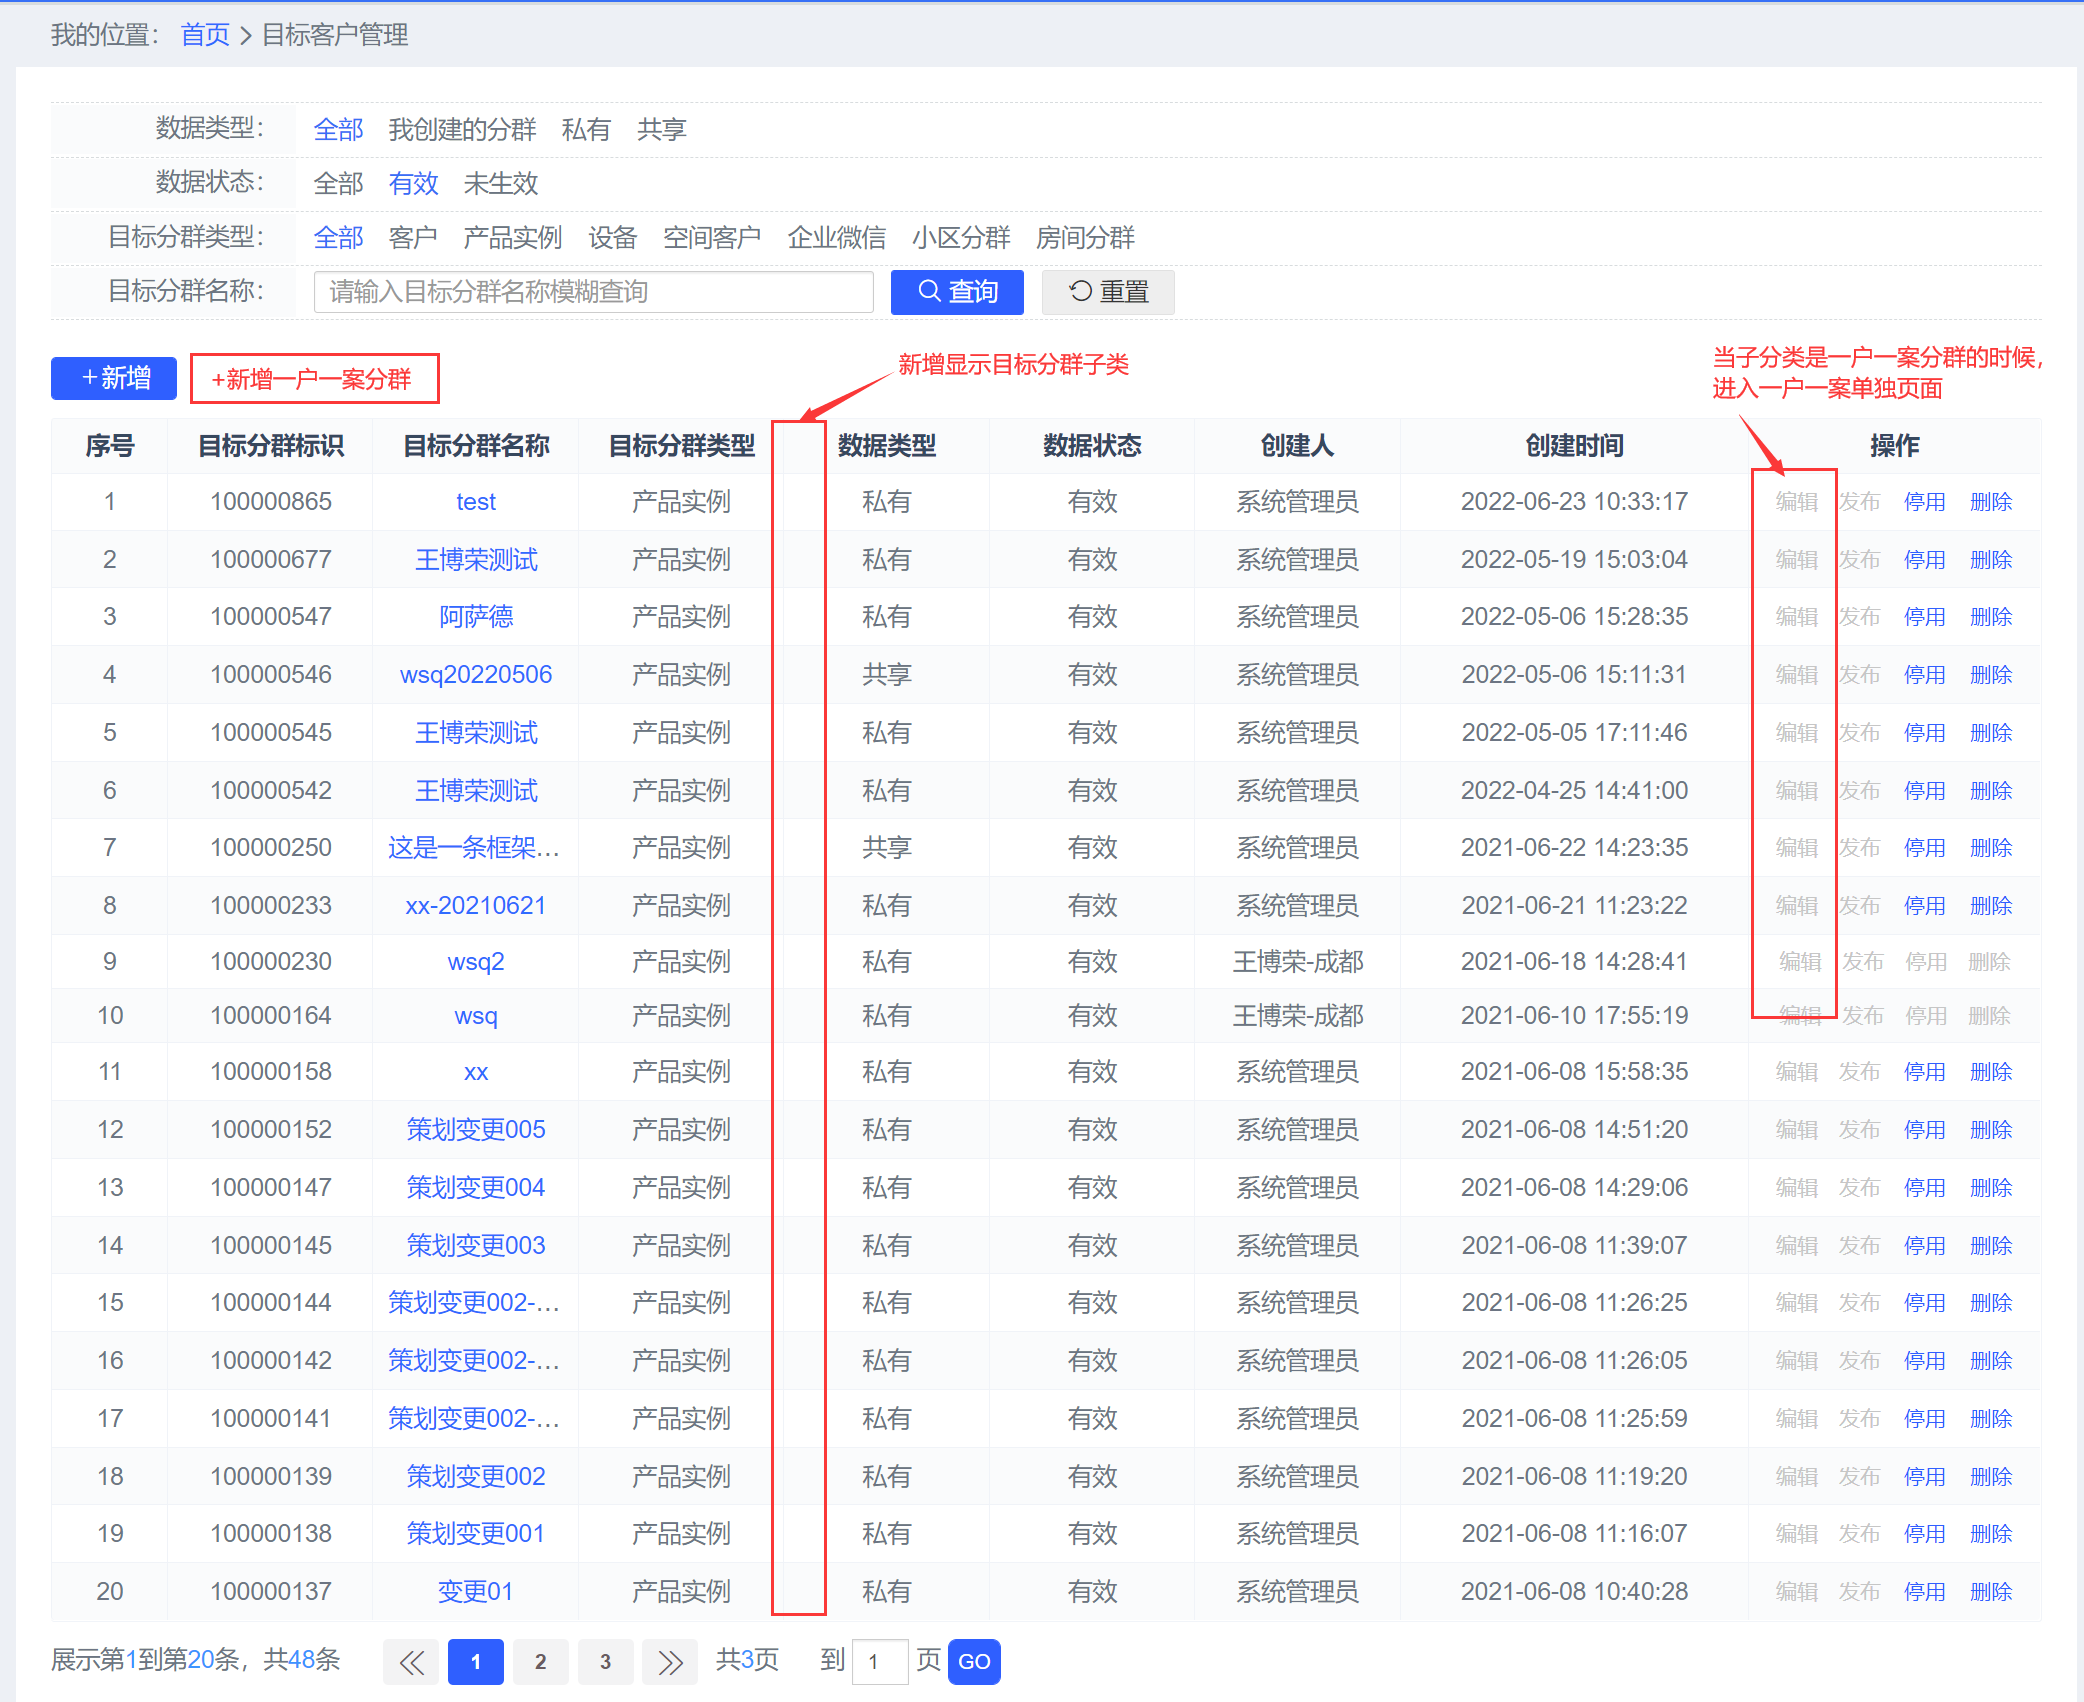 我的位置： 首页 > 目标客户管理
数据类型： 全部 我创建的分群 私有 共享
数据状态： 全部 有效 未生效
目标分群类型： 全部 客户 产品实例 设备 空间客户 企业微信 小区分群 房间分群
目标分群名称： 请输入目标分群名称模糊查询 查询 重置
新增显示目标分群子类
当子分类是一户一案分群的时候，
进入一户一案单独页面
+新增 +新增一户一案分群
序号 目标分群标识 目标分群名称 目标分群类型 数据类型 数据状态 创建人 创建时间 操作
1 100000865 test 产品实例 私有 有效 系统管理员 2022-06-23 10:33:17 编辑 发布 停用 删除
2 100000677 王博荣测试 产品实例 私有 有效 系统管理员 2022-05-19 15:03:04 编辑 发布 停用 删除
3 100000547 阿萨德 产品实例 私有 有效 系统管理员 2022-05-06 15:28:35 编辑 发布 停用 删除
4 100000546 wsq20220506 产品实例 共享 有效 系统管理员 2022-05-06 15:11:31 编辑 发布 停用 删除
5 100000545 王博荣测试 产品实例 私有 有效 系统管理员 2022-05-05 17:11:46 编辑 发布 停用 删除
6 100000542 王博荣测试 产品实例 私有 有效 系统管理员 2022-04-25 14:41:00 编辑 发布 停用 删除
7 100000250 这是一条框架... 产品实例 共享 有效 系统管理员 2021-06-22 14:23:35 编辑 发布 停用 删除
8 100000233 xx-20210621 产品实例 私有 有效 系统管理员 2021-06-21 11:23:22 编辑 发布 停用 删除
9 100000230 wsq2 产品实例 私有 有效 王博荣-成都 2021-06-18 14:28:41 编辑 发布 停用 删除
10 100000164 wsq 产品实例 私有 有效 王博荣-成都 2021-06-10 17:55:19 编辑 发布 停用 删除
11 100000158 xx 产品实例 私有 有效 系统管理员 2021-06-08 15:58:35 编辑 发布 停用 删除
12 100000152 策划变更005 产品实例 私有 有效 系统管理员 2021-06-08 14:51:20 编辑 发布 停用 删除
13 100000147 策划变更004 产品实例 私有 有效 系统管理员 2021-06-08 14:29:06 编辑 发布 停用 删除
14 100000145 策划变更003 产品实例 私有 有效 系统管理员 2021-06-08 11:39:07 编辑 发布 停用 删除
15 100000144 策划变更002-... 产品实例 私有 有效 系统管理员 2021-06-08 11:26:25 编辑 发布 停用 删除
16 100000142 策划变更002-... 产品实例 私有 有效 系统管理员 2021-06-08 11:26:05 编辑 发布 停用 删除
17 100000141 策划变更002-... 产品实例 私有 有效 系统管理员 2021-06-08 11:25:59 编辑 发布 停用 删除
18 100000139 策划变更002 产品实例 私有 有效 系统管理员 2021-06-08 11:19:20 编辑 发布 停用 删除
19 100000138 策划变更001 产品实例 私有 有效 系统管理员 2021-06-08 11:16:07 编辑 发布 停用 删除
20 100000137 变更01 产品实例 私有 有效 系统管理员 2021-06-08 10:40:28 编辑 发布 停用 删除
展示第1到第20条，共48条 1 2 3 共3页 到 1 页 GO